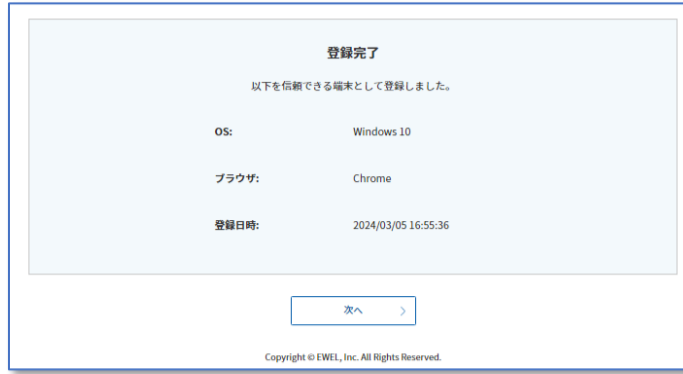 登録完了
以下を信頼できる端末として登録しました。
OS: Windows 10
ブラウザ: Chrome
登録日時: 2024/03/05 16:55:36
次へ
Copyright © EWEL, Inc. All Rights Reserved.